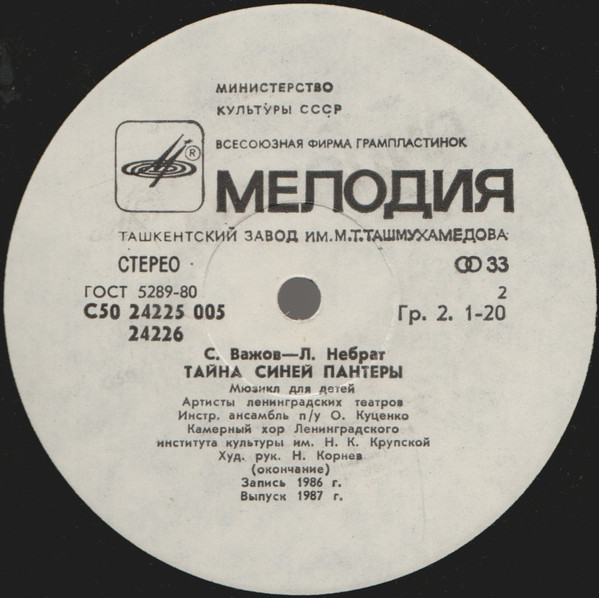 МИНИСТЕРСТВО
КУЛЬТУРЫ СССР
ВСЕСОЮЗНАЯ ФИРМА ГРАМПЛАСТИНОК
®
МЕЛОДИЯ
ТАШКЕНТСКИЙ ЗАВОД ИМ.М.Т.ТАШМУХАМЕДОВА
СТЕРЕО 33
ГОСТ 5289-80 2
С50 24225 005 Гр. 2. 1-20
24226
С. Важов—Л. Небрат
ТАЙНА СИНЕЙ ПАНТЕРЫ
Мюзикл для детей
Артисты ленинградских театров
Инстр. ансамбль п/у О. Куценко
Камерный хор Ленинградского
института культуры им. Н. К. Крупской
Худ. рук. Н. Корнев
(окончание)
Запись 1986 г.
Выпуск 1987 г.